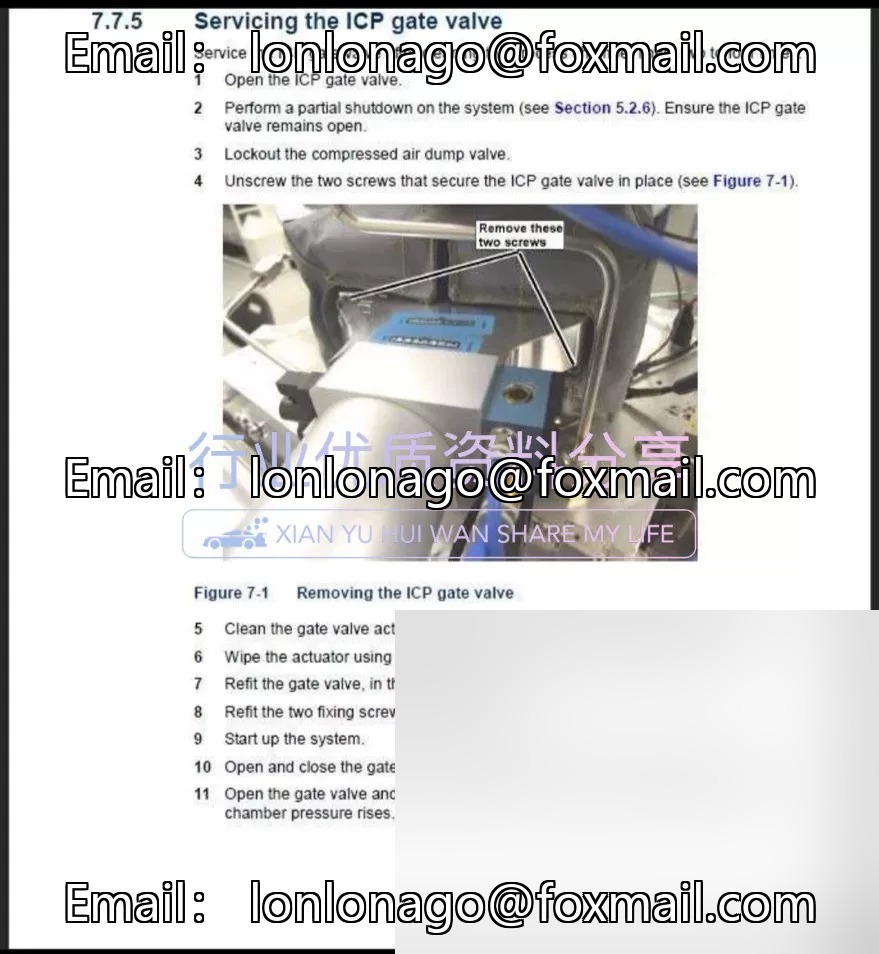 7.7.5 Servicing the ICP gate valve
Email: lonlonago@foxmail.com
Service
1 Open the ICP gate valve.
2 Perform a partial shutdown on the system (see Section 5.2.6). Ensure the ICP gate
valve remains open.
3 Lockout the compressed air dump valve.
4 Unscrew the two screws that secure the ICP gate valve in place (see Figure 7-1).
Remove these
two screws
行业优质资料分享
Email: lonlonago@foxmail.com
XIAN YU HUI WAN SHARE MY LIFE
Figure 7-1 Removing the ICP gate valve
5 Clean the gate valve act
6 Wipe the actuator using
7 Refit the gate valve, in th
8 Refit the two fixing screw
9 Start up the system.
10 Open and close the gate
11 Open the gate valve and
chamber pressure rises.
Email: lonlonago@foxmail.com